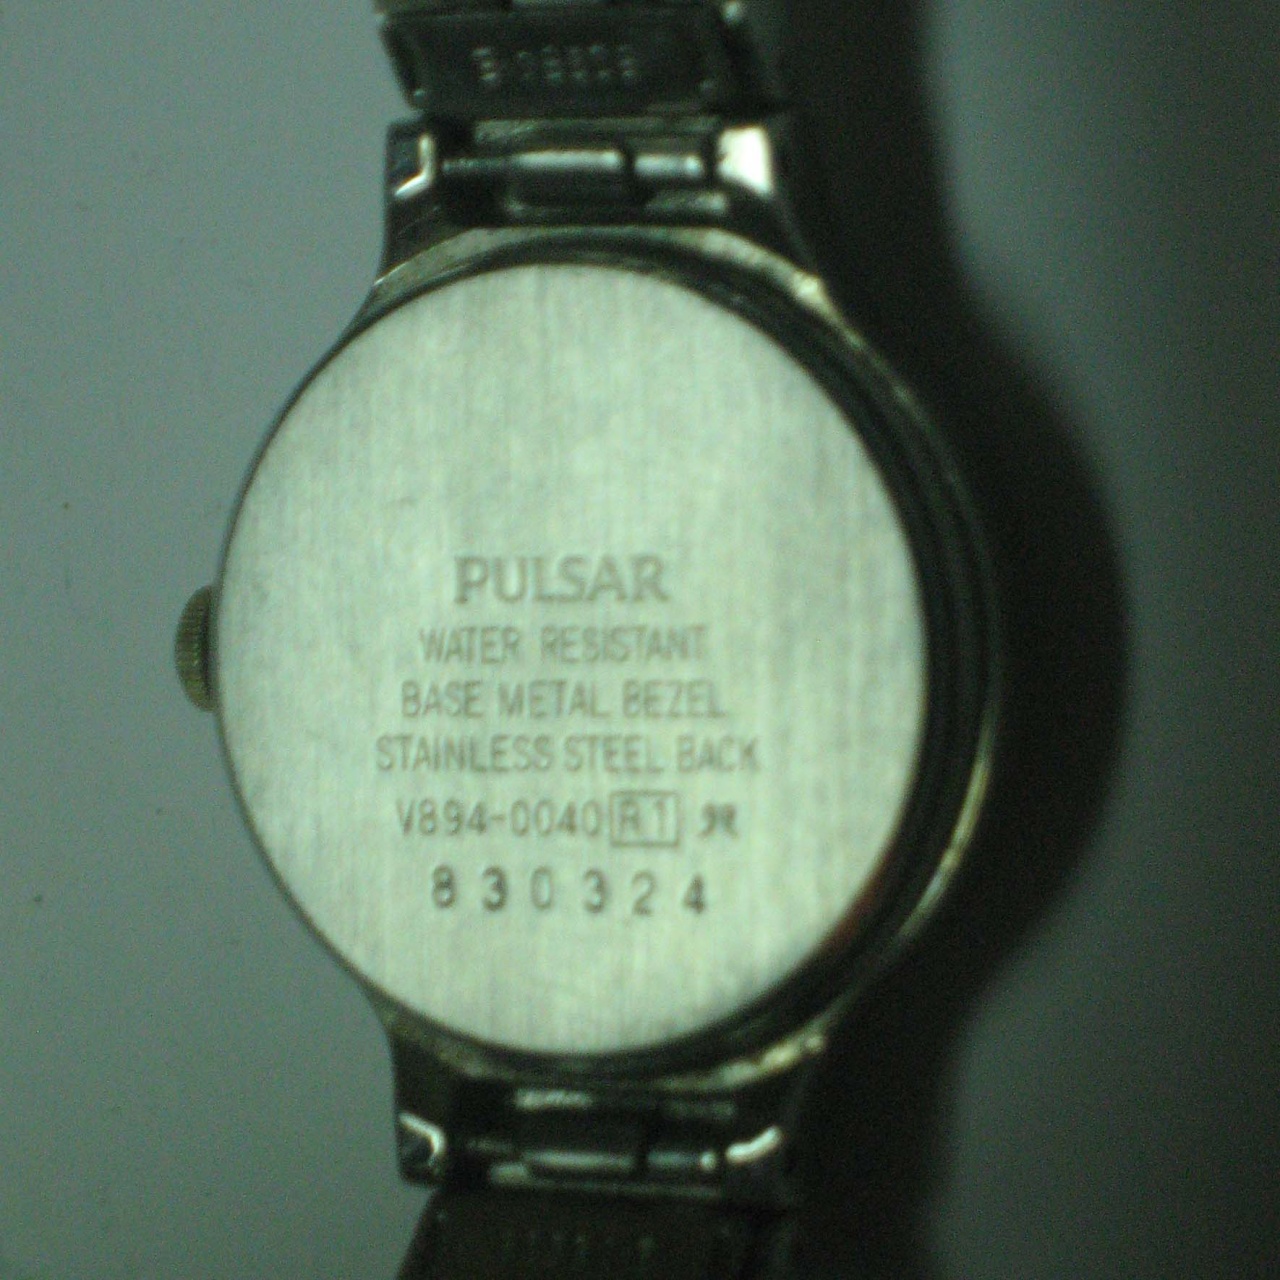 PULSAR
WATER RESISTANT
BASE METAL BEZEL
STAINLESS STEEL BACK
V894-0040 R1
830324